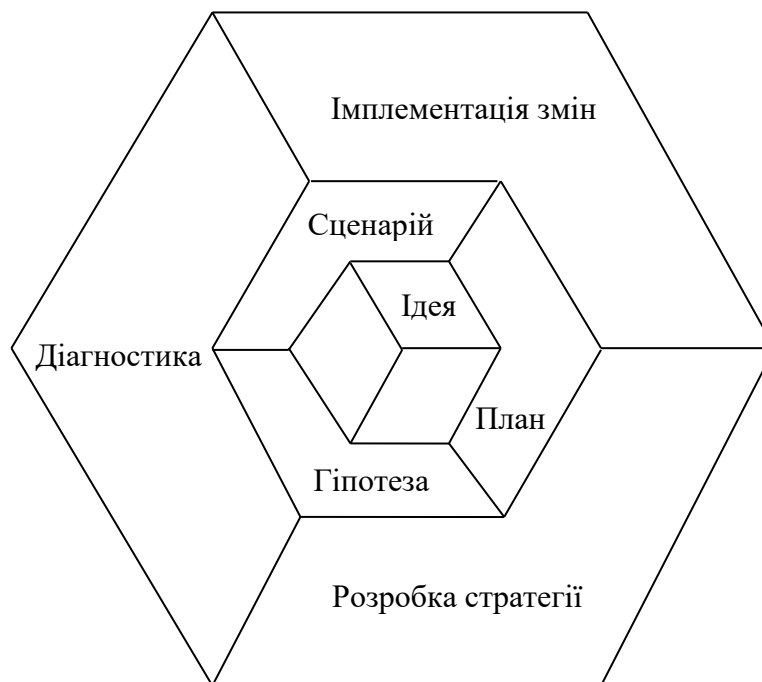 Імплементація змін
Сценарій
Ідея
Діагностика
План
Гіпотеза
Розробка стратегії